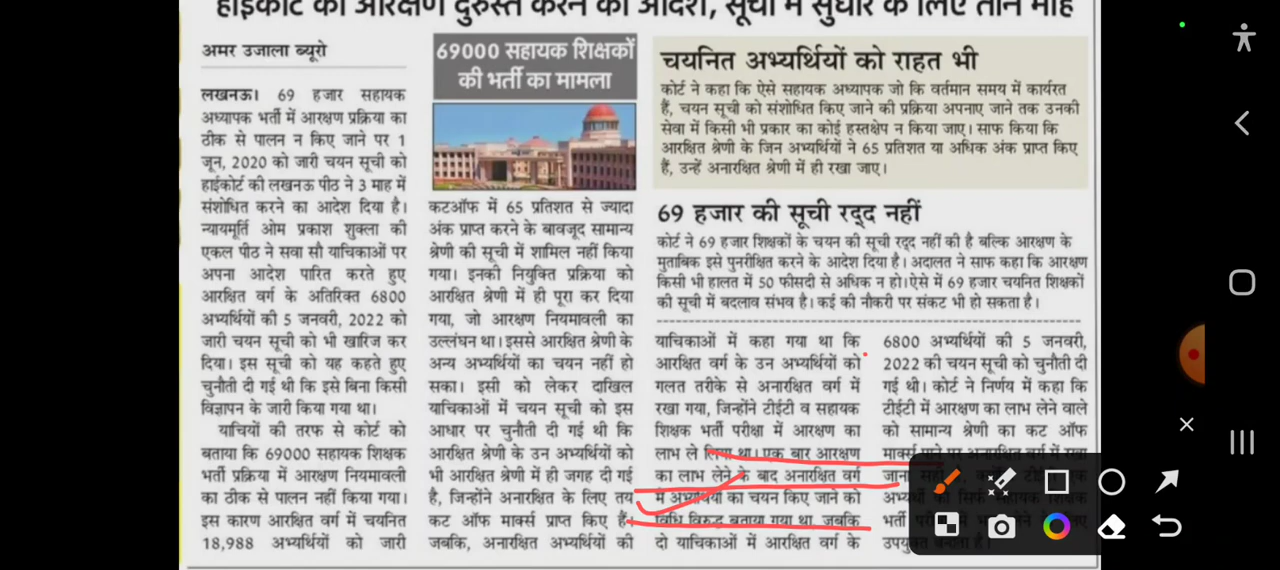 हाईकोर्ट का आरक्षण दुरुस्त करने का आदेश, सूची में सुधार के लिए तीन माह
अमर उजाला ब्यूरो
लखनऊ। 69 हजार सहायक
अध्यापक भर्ती में आरक्षण प्रक्रिया का
ठीक से पालन न किए जाने पर 1
जून, 2020 को जारी चयन सूची को
हाईकोर्ट की लखनऊ पीठ ने 3 माह में
संशोधित करने का आदेश दिया है।
न्यायमूर्ति ओम प्रकाश शुक्ला की
एकल पीठ ने सवा सौ याचिकाओं पर
अपना आदेश पारित करते हुए
आरक्षित वर्ग के अतिरिक्त 6800
अभ्यर्थियों की 5 जनवरी, 2022 को
जारी चयन सूची को भी खारिज कर
दिया। इस सूची को यह कहते हुए
चुनौती दी गई थी कि इसे बिना किसी
विज्ञापन के जारी किया गया था।
याचियों की तरफ से कोर्ट को
बताया कि 69000 सहायक शिक्षक
भर्ती प्रक्रिया में आरक्षण नियमावली
का ठीक से पालन नहीं किया गया।
इस कारण आरक्षित वर्ग में चयनित
18,988 अभ्यर्थियों को जारी
69000 सहायक शिक्षकों
की भर्ती का मामला
कटऑफ में 65 प्रतिशत से ज्यादा
अंक प्राप्त करने के बावजूद सामान्य
श्रेणी की सूची में शामिल नहीं किया
गया। इनकी नियुक्ति प्रक्रिया को
आरक्षित श्रेणी में ही पूरा कर दिया
गया, जो आरक्षण नियमावली का
उल्लंघन था। इससे आरक्षित श्रेणी के
अन्य अभ्यर्थियों का चयन नहीं हो
सका। इसी को लेकर दाखिल
याचिकाओं में चयन सूची को इस
आधार पर चुनौती दी गई थी कि
आरक्षित श्रेणी के उन अभ्यर्थियों को
भी आरक्षित श्रेणी में ही जगह दी गई
है, जिन्होंने अनारक्षित के लिए तय
कट ऑफ मार्क्स प्राप्त किए हैं।
जबकि, अनारक्षित अभ्यर्थियों की
चयनित अभ्यर्थियों को राहत भी
कोर्ट ने कहा कि ऐसे सहायक अध्यापक जो कि वर्तमान समय में कार्यरत
हैं, चयन सूची को संशोधित किए जाने की प्रक्रिया अपनाए जाने तक उनकी
सेवा में किसी भी प्रकार का कोई हस्तक्षेप न किया जाए। साफ किया कि
आरक्षित श्रेणी के जिन अभ्यर्थियों ने 65 प्रतिशत या अधिक अंक प्राप्त किए
हैं, उन्हें अनारक्षित श्रेणी में ही रखा जाए।
69 हजार की सूची रद्द नहीं
कोर्ट ने 69 हजार शिक्षकों के चयन की सूची रद्द नहीं की है बल्कि आरक्षण के
मुताबिक इसे पुनरीक्षित करने के आदेश दिया है। अदालत ने साफ कहा कि आरक्षण
किसी भी हालत में 50 फीसदी से अधिक न हो। ऐसे में 69 हजार चयनित शिक्षकों
की सूची में बदलाव संभव है। कई की नौकरी पर संकट भी हो सकता है।
याचिकाओं में कहा गया था कि
आरक्षित वर्ग के उन अभ्यर्थियों को
गलत तरीके से अनारक्षित वर्ग में
रखा गया, जिन्होंने टीईटी व सहायक
शिक्षक भर्ती परीक्षा में आरक्षण का
लाभ ले लिया था। एक बार आरक्षण
का लाभ लेने के बाद अनारक्षित वर्ग
में अभ्यर्थियों का चयन किए जाने को
विधि विरुद्ध बताया गया था, जबकि
दो याचिकाओं में आरक्षित वर्ग के
6800 अभ्यर्थियों की 5 जनवरी,
2022 की चयन सूची को चुनौती दी
गई थी। कोर्ट ने निर्णय में कहा कि
टीईटी में आरक्षण का लाभ लेने वाले
को सामान्य श्रेणी का कट ऑफ
मार्क्स पाने पर अनारक्षित वर्ग में रखा
जाना
भर्ती